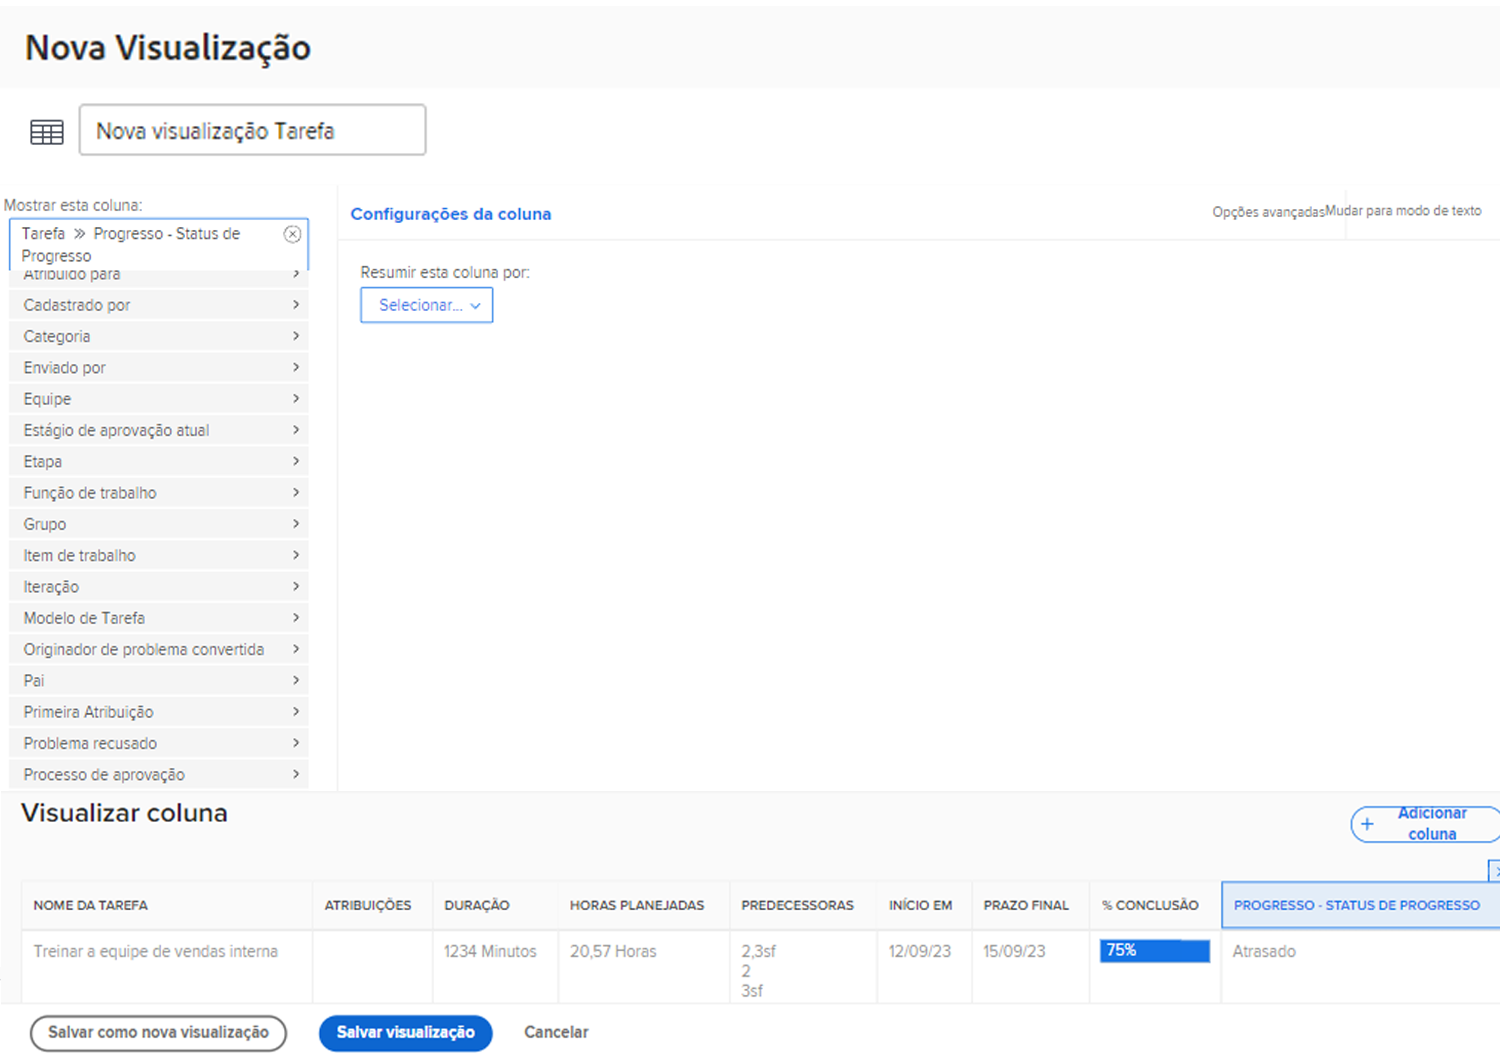 Nova Visualização
Nova visualização Tarefa
Mostrar esta coluna:
Tarefa » Progresso - Status de
Progresso
Atribuído para
Cadastrado por
Categoria
Enviado por
Equipe
Estágio de aprovação atual
Etapa
Função de trabalho
Grupo
Item de trabalho
Iteração
Modelo de Tarefa
Originador de problema convertida
Pai
Primeira Atribuição
Problema recusado
Processo de aprovação
Configurações da coluna
Opções avançadas Mudar para modo de texto
Resumir esta coluna por:
Selecionar...
Visualizar coluna
+ Adicionar
coluna
NOME DA TAREFA ATRIBUIÇÕES DURAÇÃO HORAS PLANEJADAS PREDECESSORAS INÍCIO EM PRAZO FINAL % CONCLUSÃO PROGRESSO - STATUS DE PROGRESSO
Treinar a equipe de vendas interna 1234 Minutos 20,57 Horas 2,3sf 12/09/23 15/09/23 75% Atrasado
2
3sf
Salvar como nova visualização Salvar visualização Cancelar